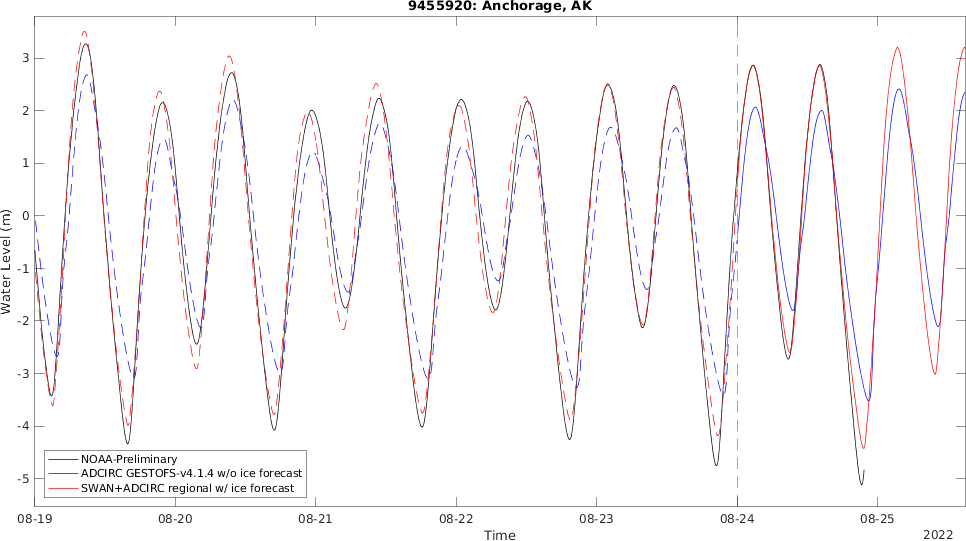 9455920: Anchorage, AK
3
2
1
0
-1
-2
-3
-4
-5
Water Level (m)
NOAA-Preliminary
ADCIRC GESTOFS-v4.1.4 w/o ice forecast
SWAN+ADCIRC regional w/ ice forecast
08-19 08-20 08-21 08-22 08-23 08-24 08-25
Time
2022